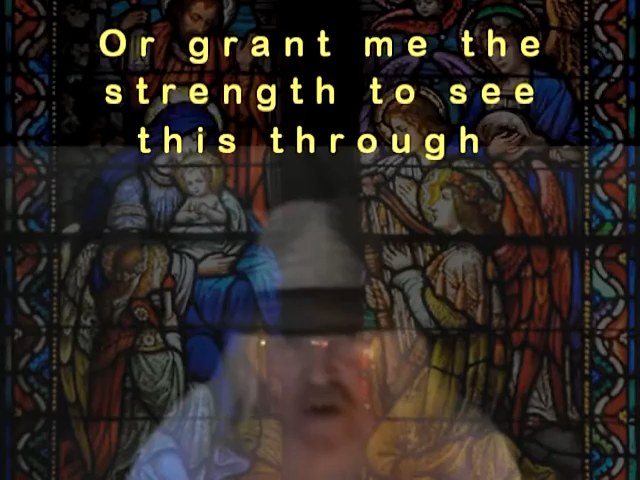 Or grant me the
strength to see
this through